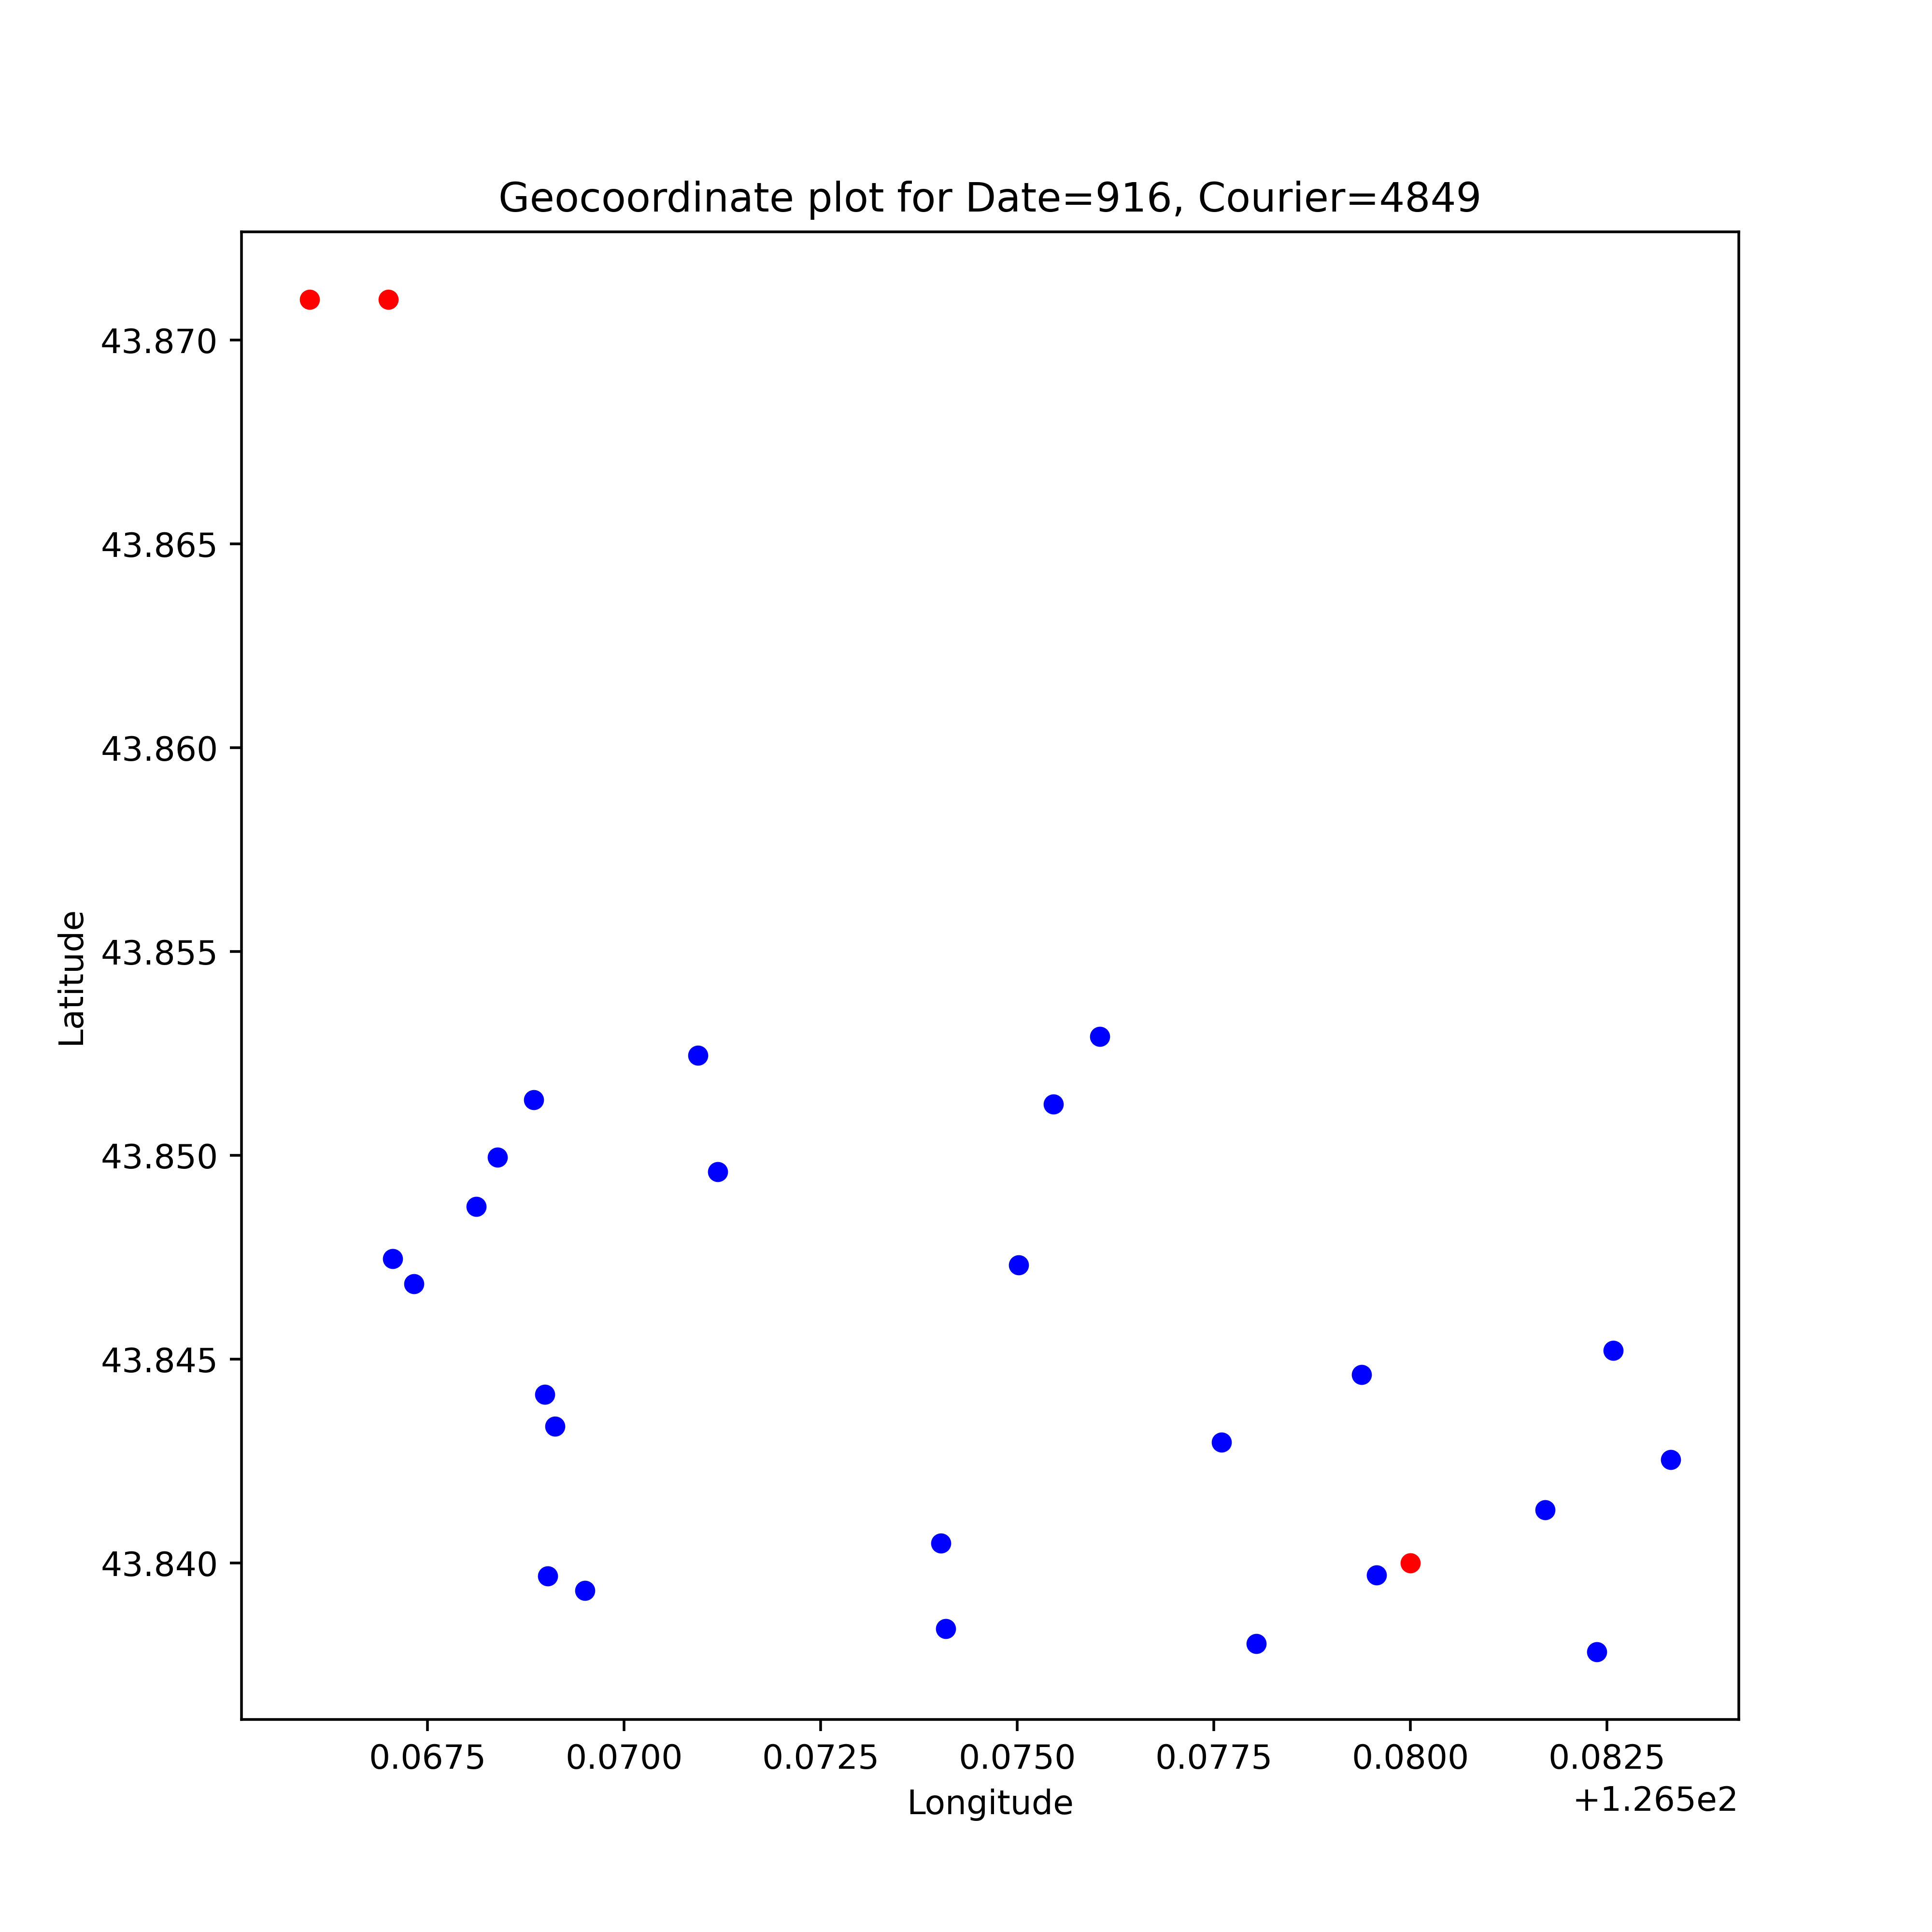 Geocoordinate plot for Date=916, Courier=4849
43.870
43.865
43.860
43.855
43.850
43.845
43.840
Latitude
0.0675 0.0700 0.0725 0.0750 0.0775 0.0800 0.0825
Longitude
+1.265e2